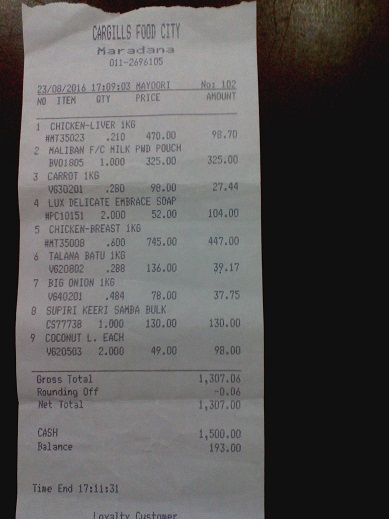 CARGILLS FOOD CITY
Maradana
011-2696105
23/08/2016 17:09:03 MAYOORI No: 102
NO ITEM QTY PRICE AMOUNT
1 CHICKEN-LIVER 1KG
#MT35023 .210 470.00 98.70
2 MALIBAN F/C MILK PWD POUCH
BV01805 1.000 325.00 325.00
3 CARROT 1KG
VG30201 .280 98.00 27.44
4 LUX DELICATE EMBRACE SOAP
#PC10151 2.000 52.00 104.00
5 CHICKEN-BREAST 1KG
#MT35008 .600 745.00 447.00
6 TALANA BATU 1KG
VG20802 .288 136.00 39.17
7 BIG ONION 1KG
VG40201 .484 78.00 37.75
8 SUPIRI KEERI SAMBA BULK
CS77738 1.000 130.00 130.00
9 COCONUT L. EACH
VG20503 2.000 49.00 98.00
Gross Total 1,307.06
Rounding Off -0.06
Net Total 1,307.00
CASH 1,500.00
Balance 193.00
Time End 17:11:31
Loyalty Customer